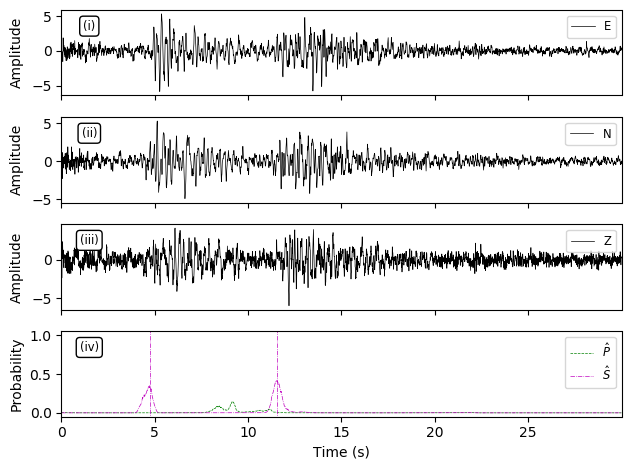 5
0
−5
Amplitude
(i)
E
5
0
−5
Amplitude
(ii)
N
0
−5
Amplitude
(iii)
Z
1.0
0.5
0.0
Probability
(iv)
P̂
Ŝ
0 5 10 15 20 25
Time (s)